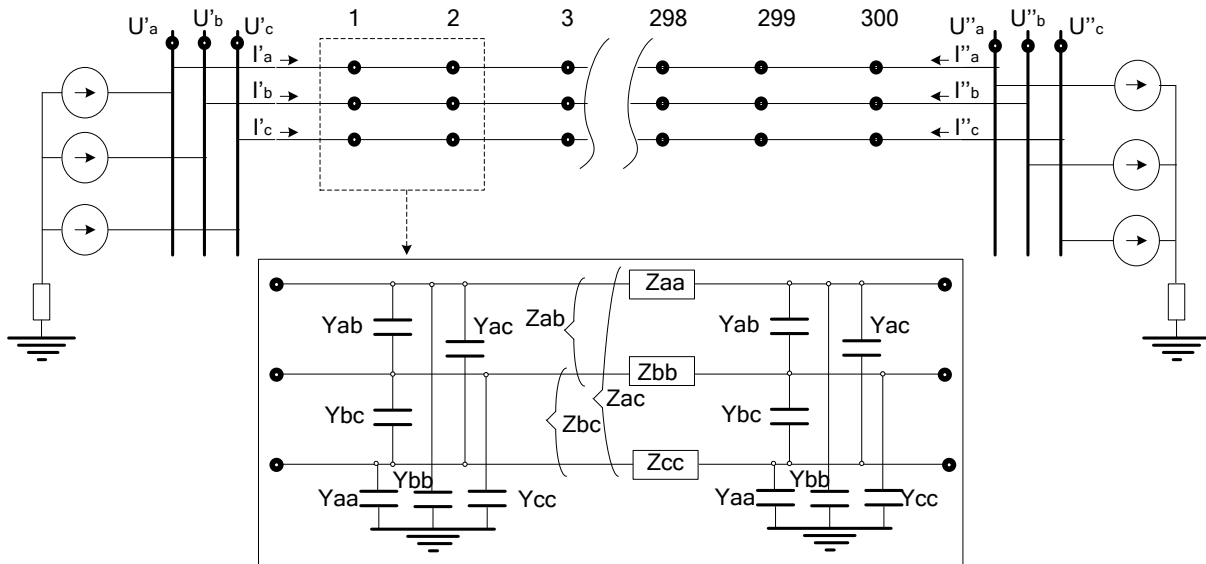 1 2 3 298 299 300
U'a U'b U'c U"a U"b U"c
I'a I"a
I'b I"b
I'c I"c
Zaa
Yab Yac Zab Yab Yac
Zbb
Zac
Ybc Zbc Ybc
Zcc
Ybb Ybb
Yaa Ycc Yaa Ycc